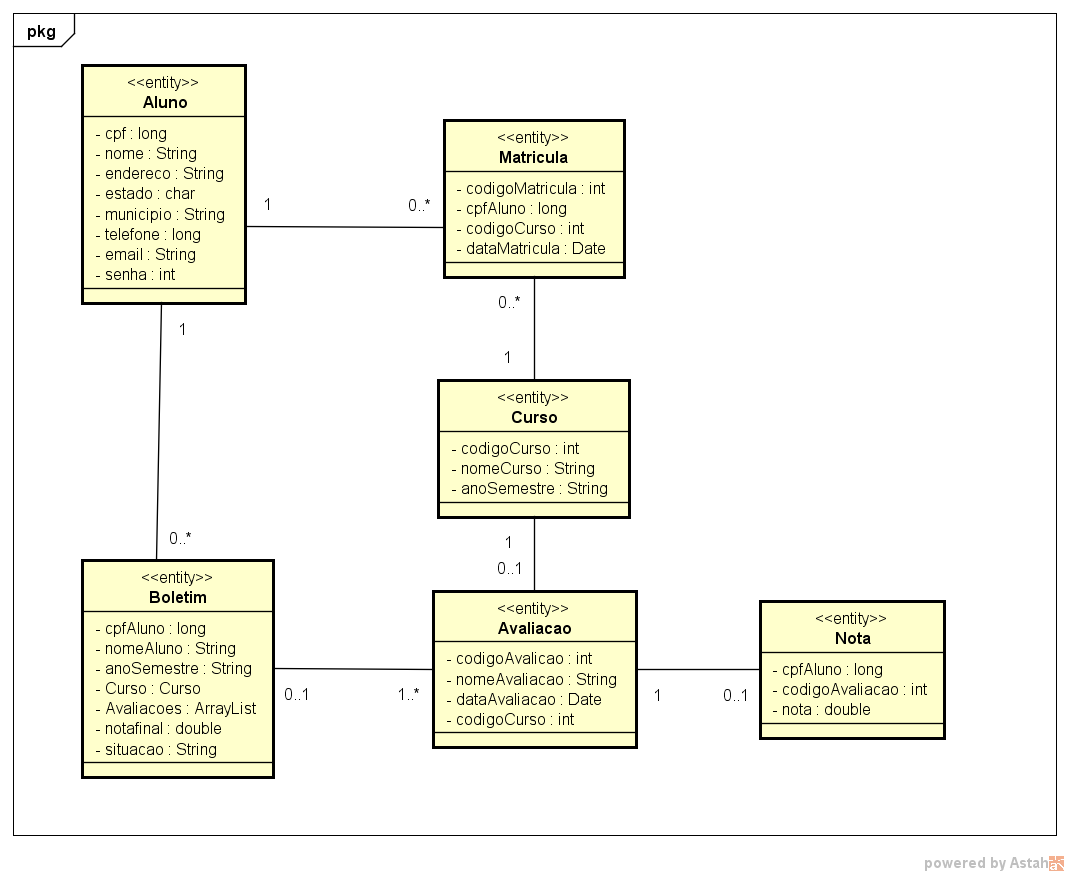 pkg
<<entity>>
Aluno
- cpf : long
- nome : String
- endereco : String
- estado : char
- municipio : String
- telefone : long
- email : String
- senha : int
1
0..*
<<entity>>
Matricula
- codigoMatricula : int
- cpfAluno : long
- codigoCurso : int
- dataMatricula : Date
0..*
1
1
<<entity>>
Curso
- codigoCurso : int
- nomeCurso : String
- anoSemestre : String
1
0..1
0..*
<<entity>>
Boletim
- cpfAluno : long
- nomeAluno : String
- anoSemestre : String
- Curso : Curso
- Avaliacoes : ArrayList
- notafinal : double
- situacao : String
0..1
1..*
<<entity>>
Avaliacao
- codigoAvalicao : int
- nomeAvaliacao : String
- dataAvaliacao : Date
- codigoCurso : int
1
0..1
<<entity>>
Nota
- cpfAluno : long
- codigoAvaliacao : int
- nota : double
powered by Astah